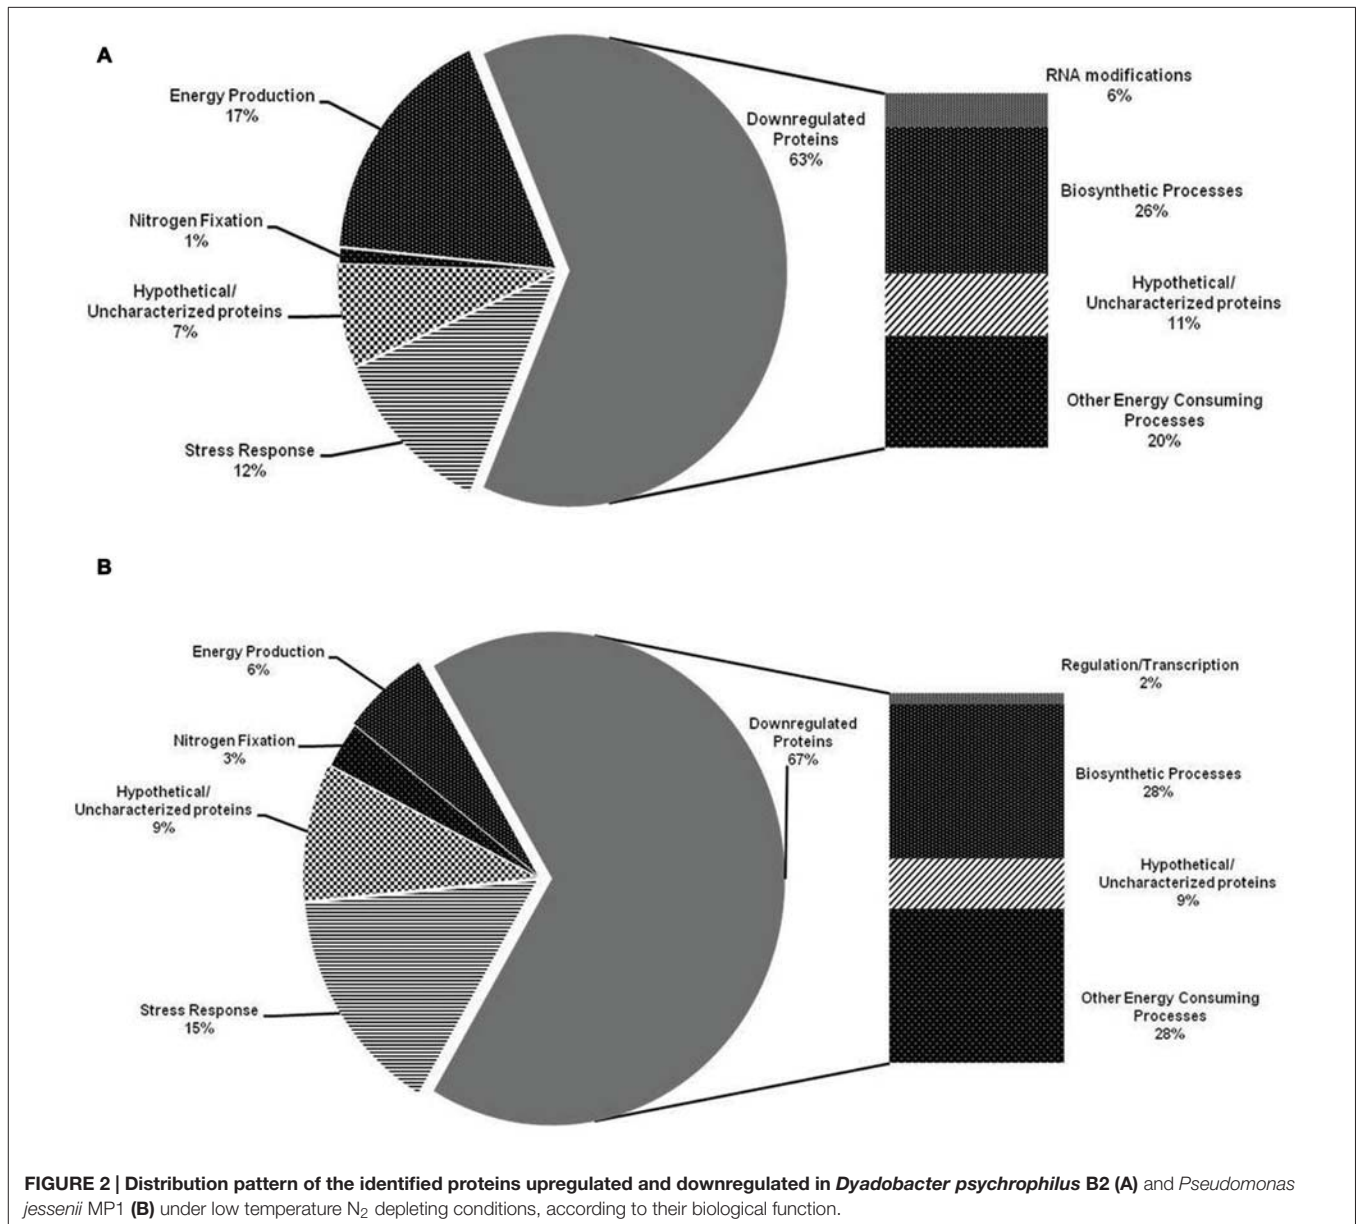 A
Energy Production
17%
Nitrogen Fixation
1%
Hypothetical/
Uncharacterized proteins
7%
Stress Response
12%
Downregulated
Proteins
63%
RNA modifications
6%
Biosynthetic Processes
26%
Hypothetical/
Uncharacterized proteins
11%
Other Energy Consuming
Processes
20%
B
Energy Production
6%
Nitrogen Fixation
3%
Hypothetical/
Uncharacterized proteins
9%
Stress Response
15%
Downregulated
Proteins
67%
Regulation/Transcription
2%
Biosynthetic Processes
28%
Hypothetical/
Uncharacterized proteins
9%
Other Energy Consuming
Processes
28%
FIGURE 2 | Distribution pattern of the identified proteins upregulated and downregulated in Dyadobacter psychrophilus B2 (A) and Pseudomonas
jessenii MP1 (B) under low temperature N₂ depleting conditions, according to their biological function.